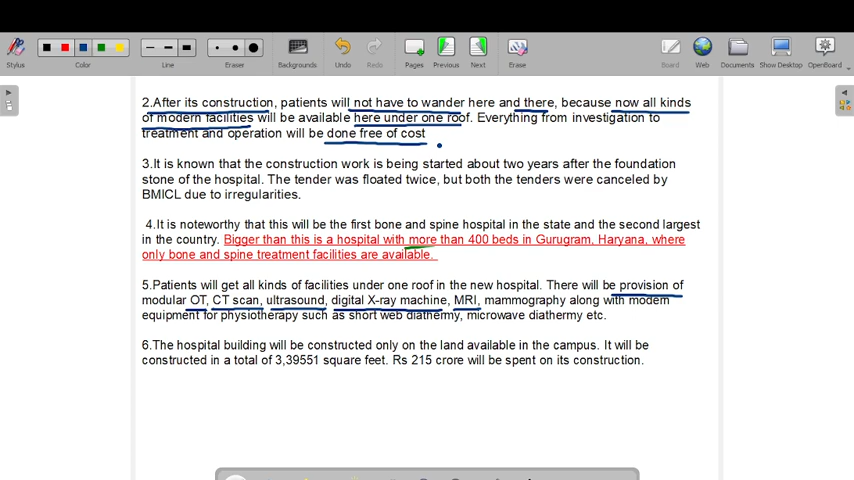 Stylus
Color
Line
Eraser
Backgrounds
Undo
Redo
Pages
Previous
Next
Erase
Board
Web
Documents
Show Desktop
OpenBoard
2.After its construction, patients will not have to wander here and there, because now all kinds
of modern facilities will be available here under one roof. Everything from investigation to
treatment and operation will be done free of cost
3.It is known that the construction work is being started about two years after the foundation
stone of the hospital. The tender was floated twice, but both the tenders were canceled by
BMICL due to irregularities.
4.It is noteworthy that this will be the first bone and spine hospital in the state and the second largest
in the country. Bigger than this is a hospital with more than 400 beds in Gurugram, Haryana, where
only bone and spine treatment facilities are available.
5.Patients will get all kinds of facilities under one roof in the new hospital. There will be provision of
modular OT, CT scan, ultrasound, digital X-ray machine, MRI, mammography along with modern
equipment for physiotherapy such as short web diathermy, microwave diathermy etc.
6.The hospital building will be constructed only on the land available in the campus. It will be
constructed in a total of 3,39551 square feet. Rs 215 crore will be spent on its construction.